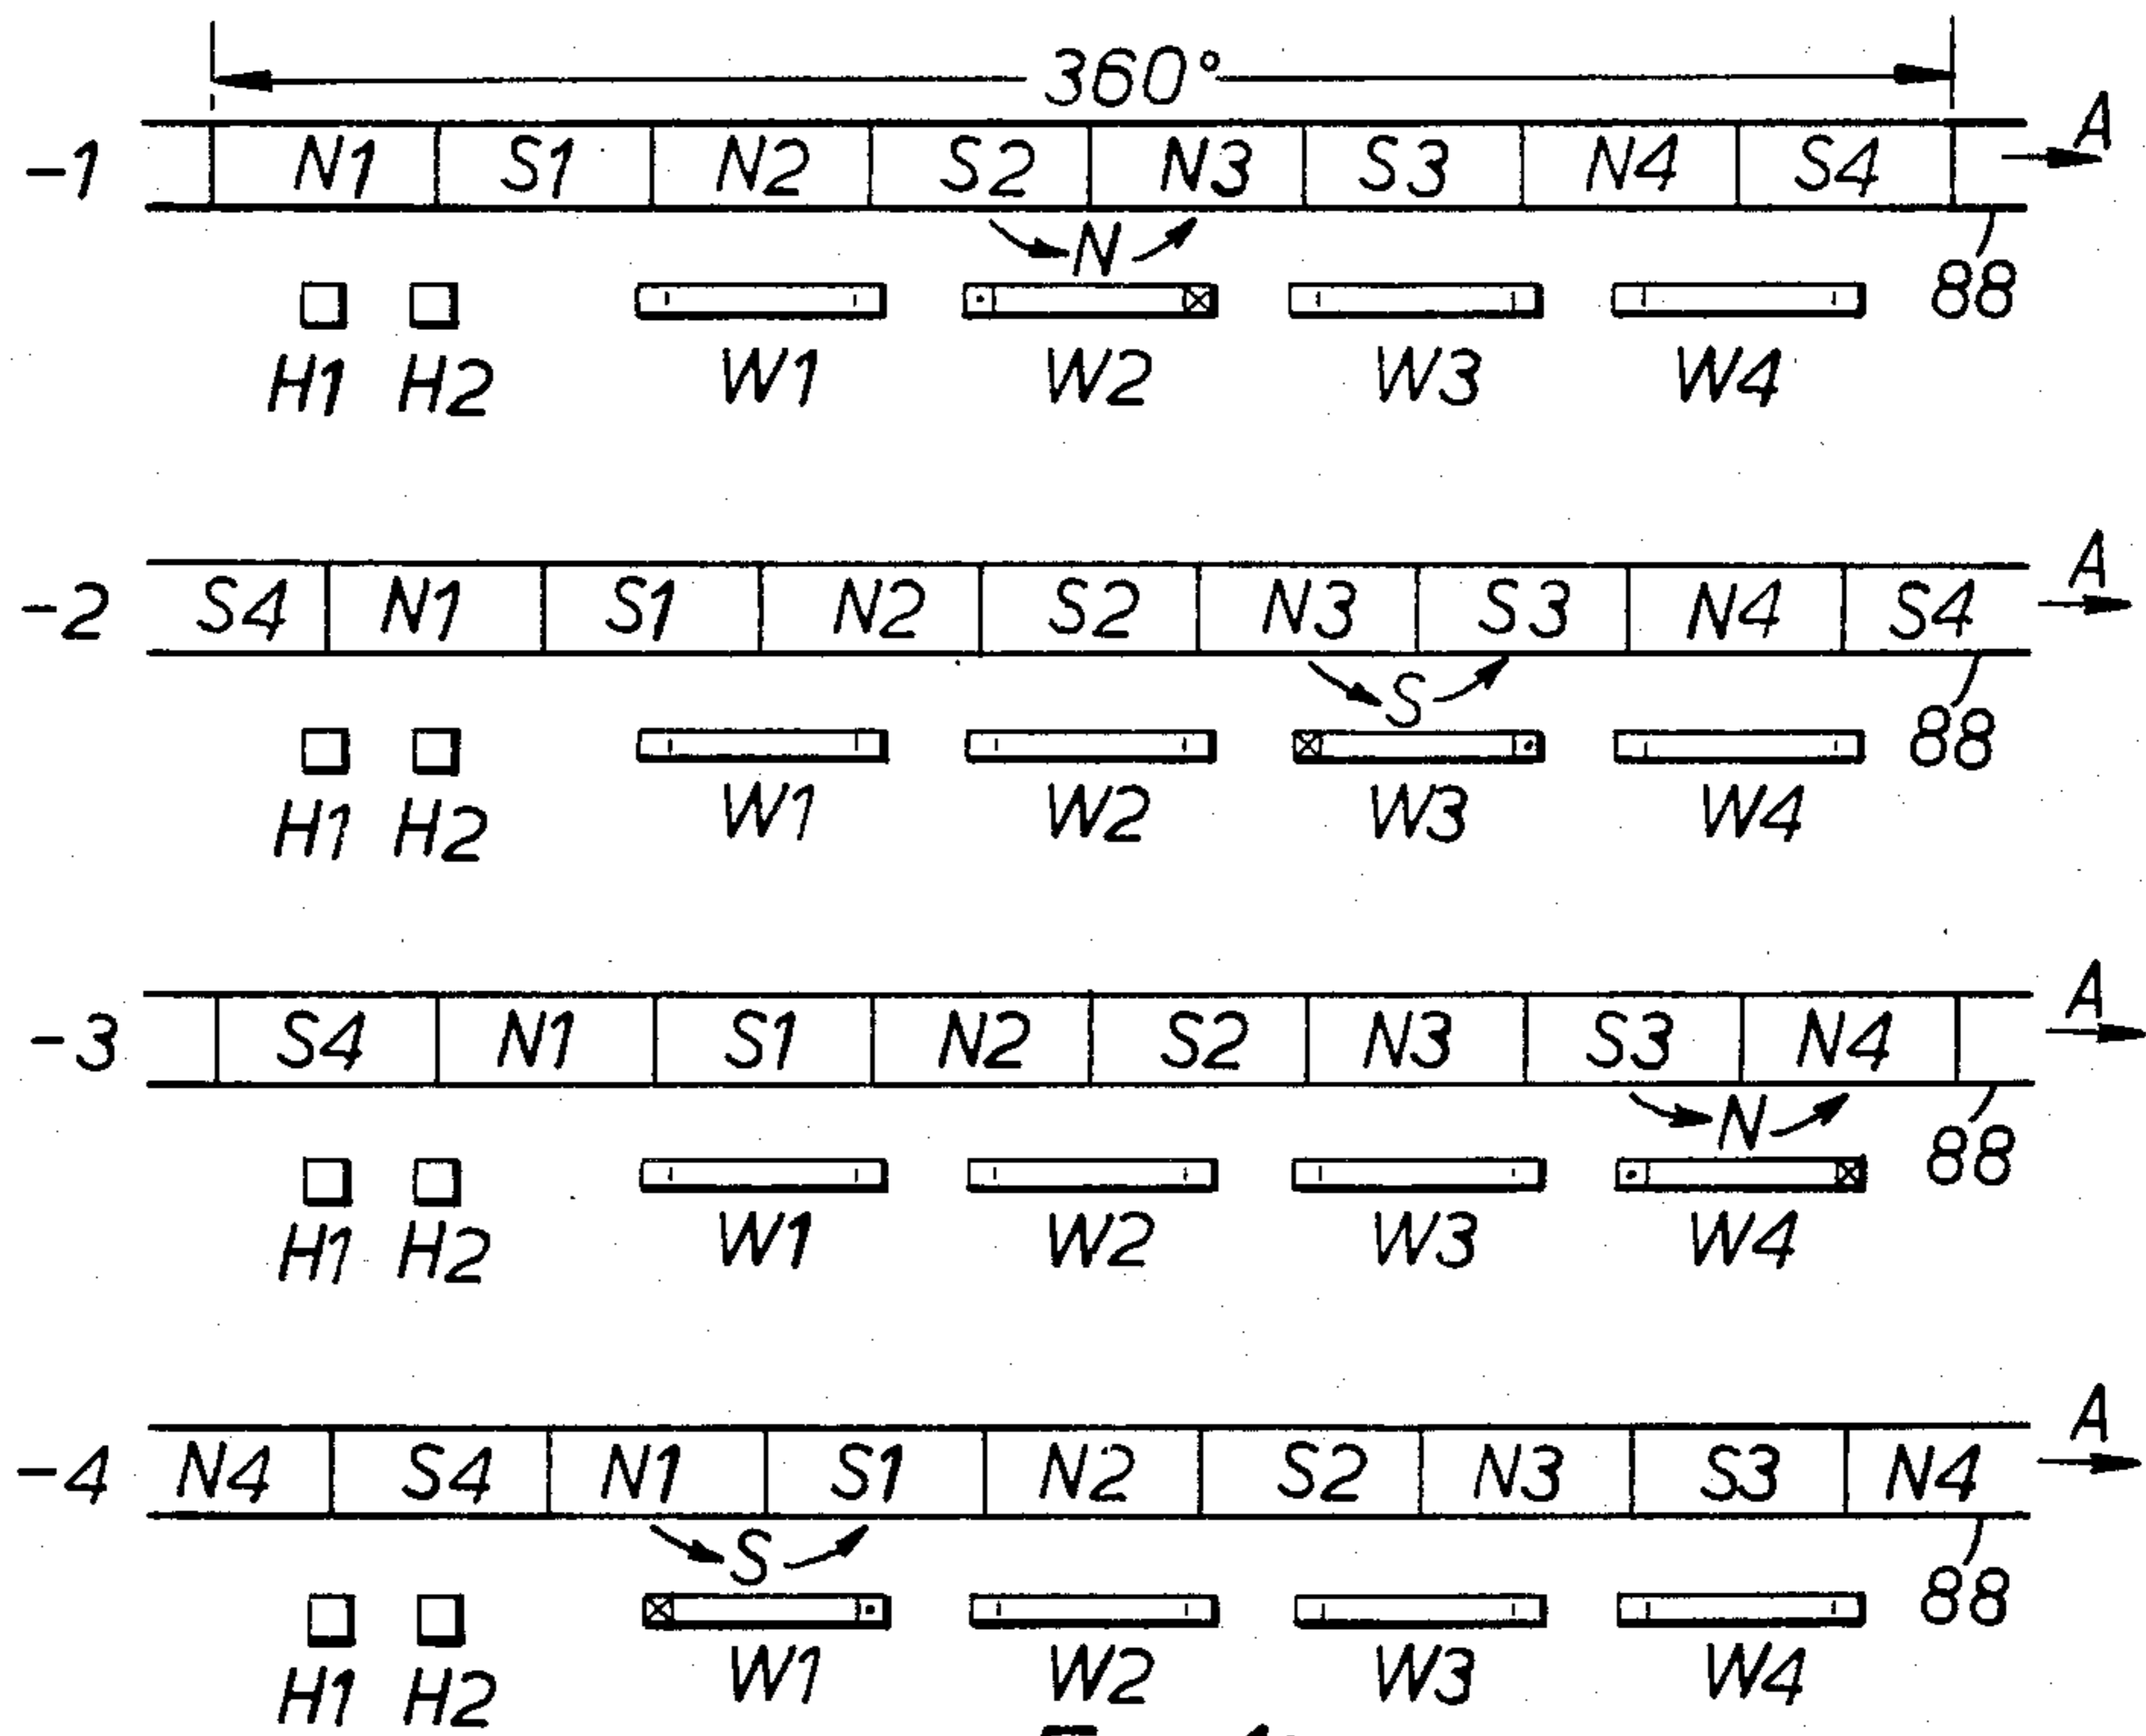 360°
-1 N1 S1 N2 S2 N3 S3 N4 S4 A
N
88
H1 H2 W1 W2 W3 W4
-2 S4 N1 S1 N2 S2 N3 S3 N4 S4 A
S
88
H1 H2 W1 W2 W3 W4
-3 S4 N1 S1 N2 S2 N3 S3 N4 A
N
88
H1 H2 W1 W2 W3 W4
-4 N4 S4 N1 S1 N2 S2 N3 S3 N4 A
S
88
H1 H2 W1 W2 W3 W4